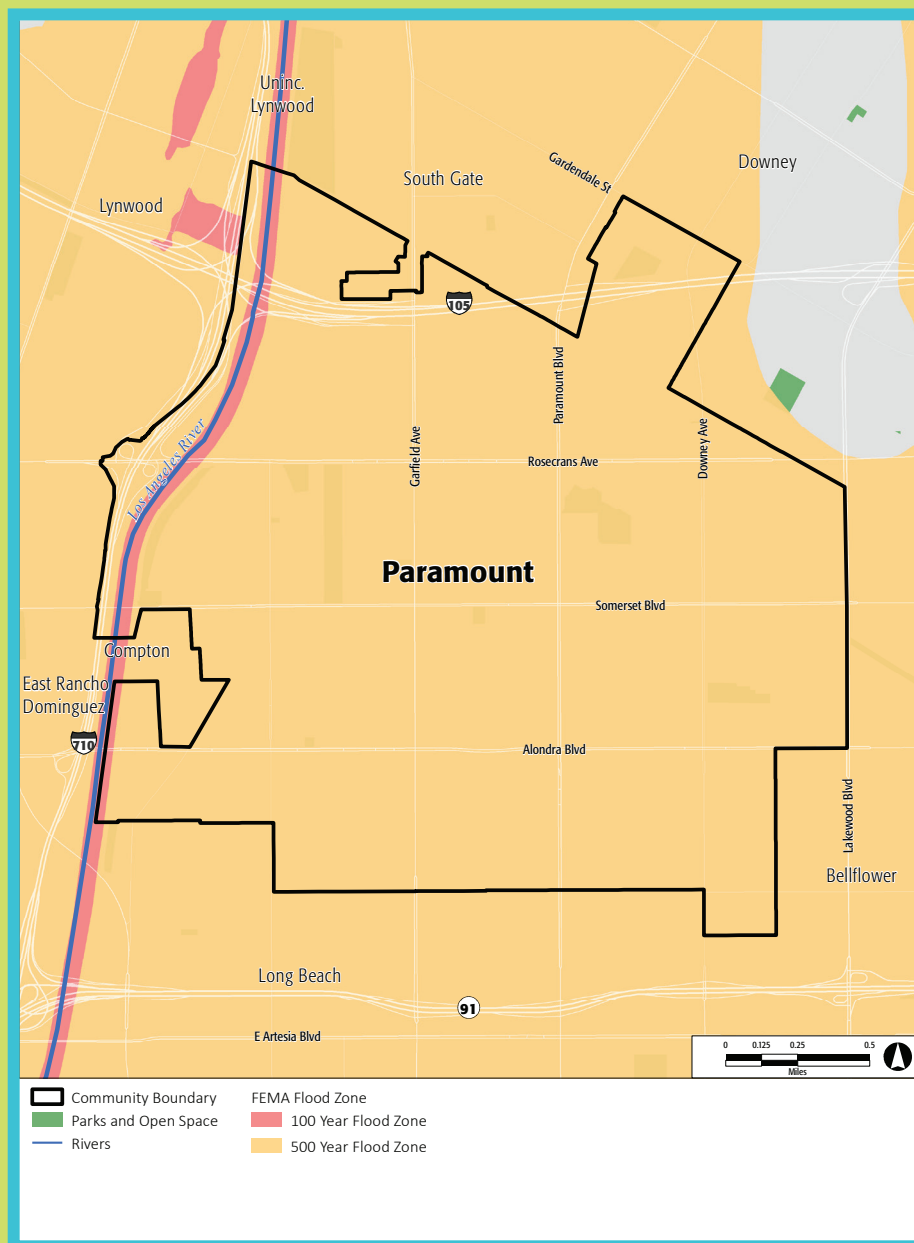 Uninc.
Lynwood
Downey
Gardendale St
South Gate
Lynwood
105
Paramount Blvd
Garfield Ave
Downey Ave
Los Angeles River
Rosecrans Ave
Paramount
Somerset Blvd
Compton
East Rancho
Dominguez
710
Alondra Blvd
Lakewood Blvd
Bellflower
Long Beach
91
E Artesia Blvd
0 0.125 0.25 0.5
Miles
Community Boundary
Parks and Open Space
Rivers
FEMA Flood Zone
100 Year Flood Zone
500 Year Flood Zone